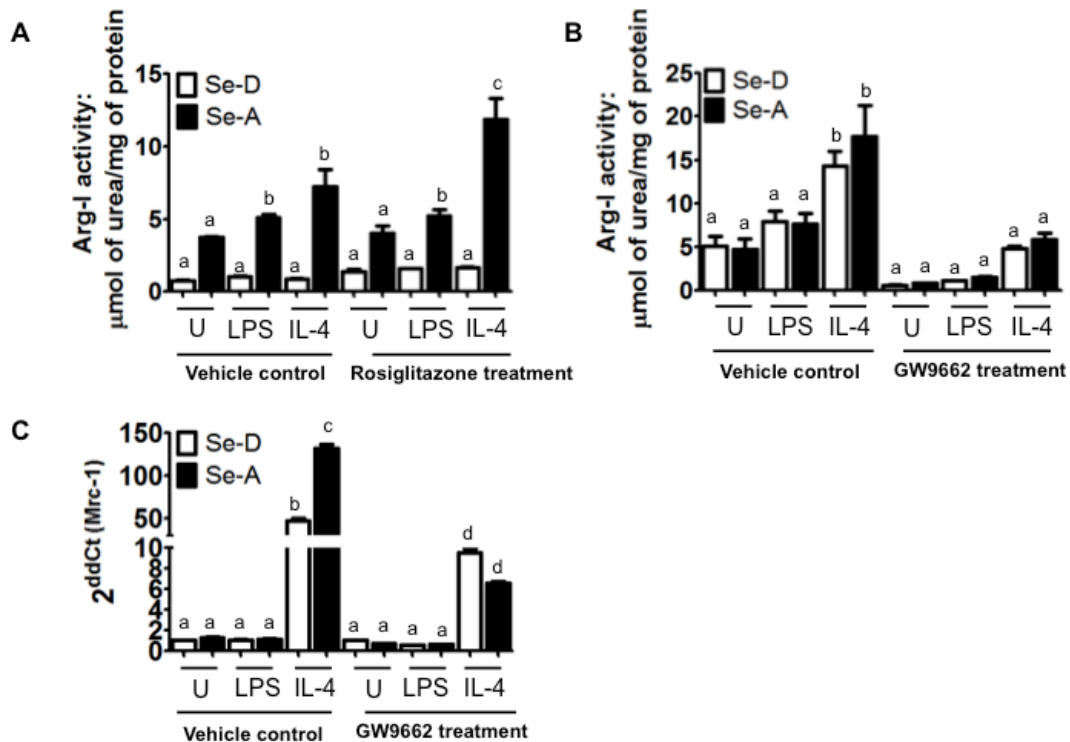 A
Arg-I activity:
μmol of urea/mg of protein
15
10
5
0
Se-D
Se-A
a
a
a
b
a
b
a
a
a
b
a
c
U
LPS
IL-4
U
LPS
IL-4
Vehicle control
Rosiglitazone treatment
B
Arg-I activity:
μmol of urea/mg of protein
25
20
15
10
5
0
Se-D
Se-A
a
a
a
a
b
b
a
a
a
a
a
a
U
LPS
IL-4
U
LPS
IL-4
Vehicle control
GW9662 treatment
C
2ddCt (Mrc-1)
150
100
50
10
8
6
4
2
0
Se-D
Se-A
a
a
a
a
b
c
a
a
a
a
d
d
U
LPS
IL-4
U
LPS
IL-4
Vehicle control
GW9662 treatment